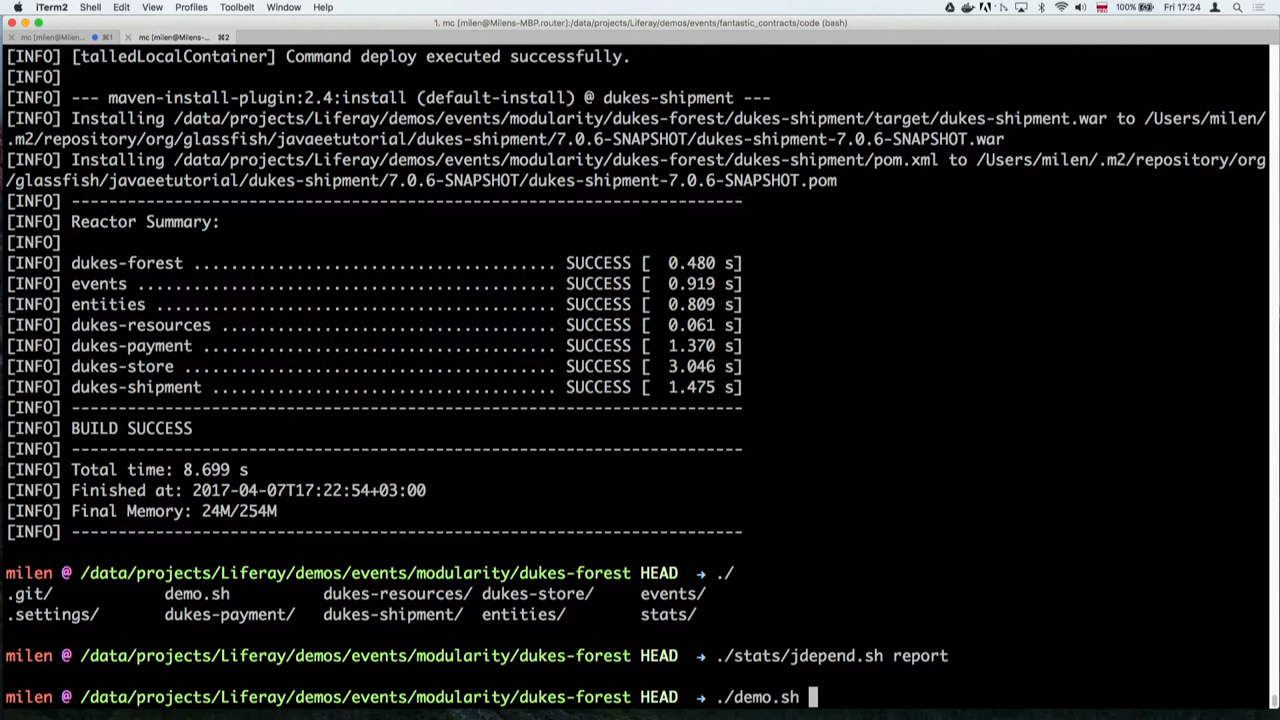 iTerm2 Shell Edit View Profiles Toolbelt Window Help 100% Fri 17:24
1. mc [milen@Milens-MBP.router]:/data/projects/Liferay/demos/events/fantastic_contracts/code (bash)
mc [milen@Milen... ⌘1 mc [milen@Milens-... ⌘2
[INFO] [talledLocalContainer] Command deploy executed successfully.
[INFO]
[INFO] --- maven-install-plugin:2.4:install (default-install) @ dukes-shipment ---
[INFO] Installing /data/projects/Liferay/demos/events/modularity/dukes-forest/dukes-shipment/target/dukes-shipment.war to /Users/milen/
.m2/repository/org/glassfish/javaeetutorial/dukes-shipment/7.0.6-SNAPSHOT/dukes-shipment-7.0.6-SNAPSHOT.war
[INFO] Installing /data/projects/Liferay/demos/events/modularity/dukes-forest/dukes-shipment/pom.xml to /Users/milen/.m2/repository/org
/glassfish/javaeetutorial/dukes-shipment/7.0.6-SNAPSHOT/dukes-shipment-7.0.6-SNAPSHOT.pom
[INFO] ------------------------------------------------------------------------
[INFO] Reactor Summary:
[INFO]
[INFO] dukes-forest ....................................... SUCCESS [  0.480 s]
[INFO] events ............................................. SUCCESS [  0.919 s]
[INFO] entities ........................................... SUCCESS [  0.809 s]
[INFO] dukes-resources .................................... SUCCESS [  0.061 s]
[INFO] dukes-payment ...................................... SUCCESS [  1.370 s]
[INFO] dukes-store ........................................ SUCCESS [  3.046 s]
[INFO] dukes-shipment ..................................... SUCCESS [  1.475 s]
[INFO] ------------------------------------------------------------------------
[INFO] BUILD SUCCESS
[INFO] ------------------------------------------------------------------------
[INFO] Total time: 8.699 s
[INFO] Finished at: 2017-04-07T17:22:54+03:00
[INFO] Final Memory: 24M/254M
[INFO] ------------------------------------------------------------------------
milen @ /data/projects/Liferay/demos/events/modularity/dukes-forest HEAD → ./
.git/ demo.sh dukes-resources/ dukes-store/ events/
.settings/ dukes-payment/ dukes-shipment/ entities/ stats/
milen @ /data/projects/Liferay/demos/events/modularity/dukes-forest HEAD → ./stats/jdepend.sh report
milen @ /data/projects/Liferay/demos/events/modularity/dukes-forest HEAD → ./demo.sh